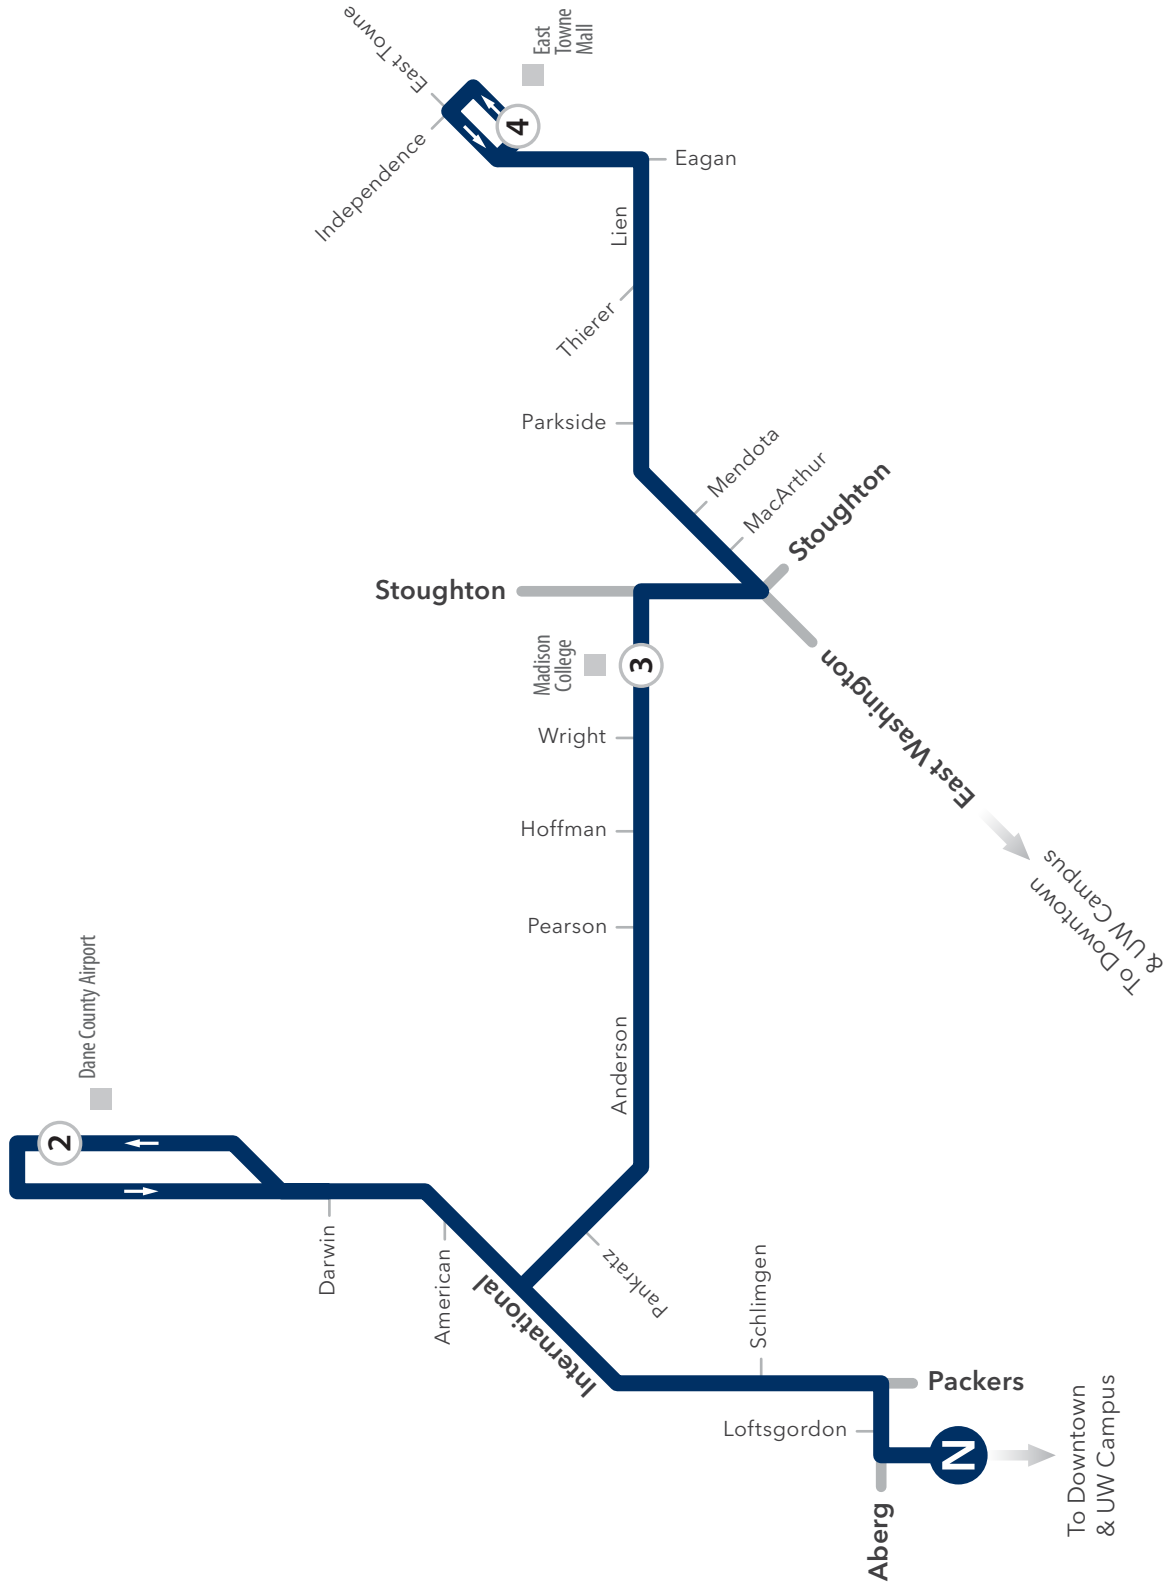 East Towne
East
Towne
Mall
4
Independence
Eagan
Lien
Thierer
Parkside
Mendota
MacArthur
Stoughton
Stoughton
Madison
College
3
East Washington
Wright
Hoffman
To Downtown
& UW Campus
Pearson
Dane County Airport
Anderson
2
Darwin
American
International
Pankratz
Schlimgen
Packers
Loftsgordon
N
To Downtown
& UW Campus
Aberg